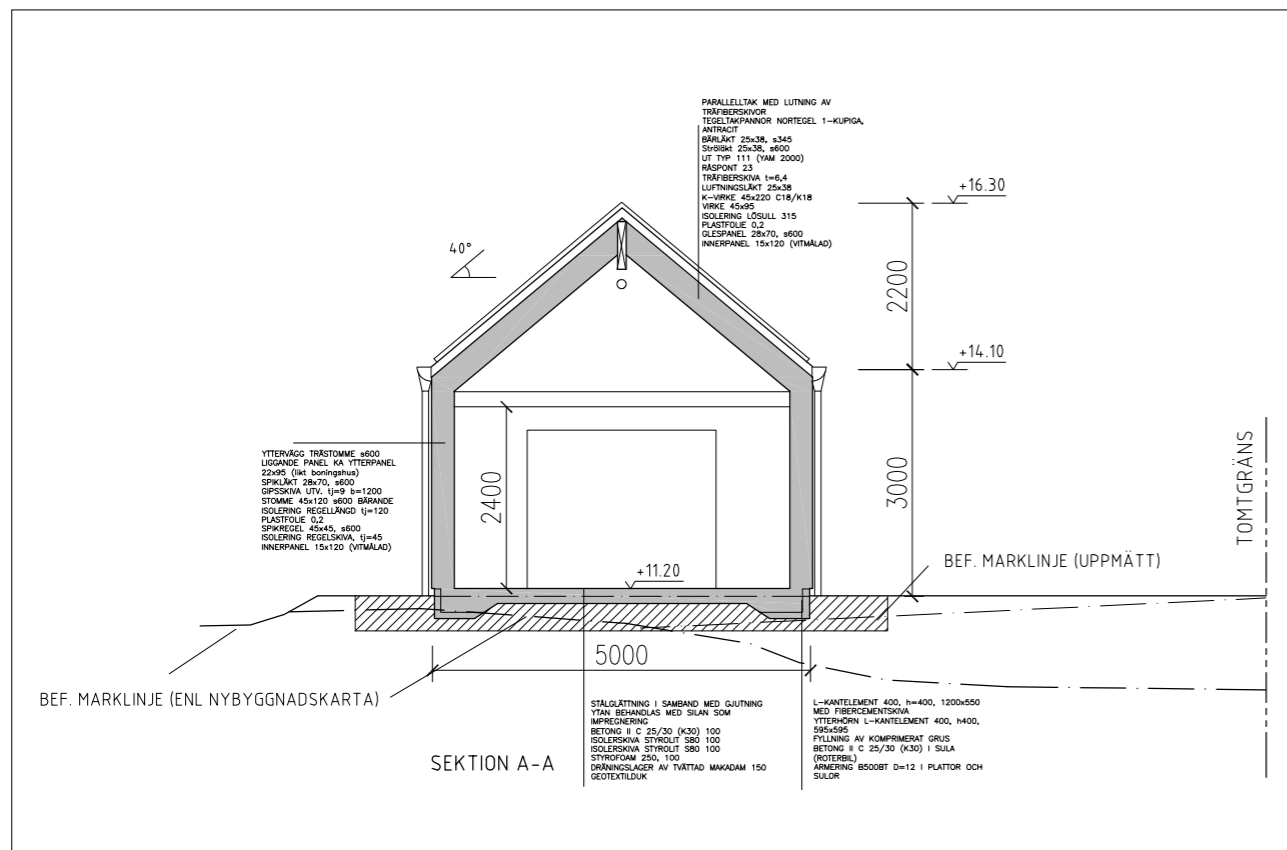 PARALLELLTAK MED LUTNING AV
TRÄFIBERSKIVOR
TEGELTAKPANNOR NORTEGEL 1-KUPIGA,
ANTRACIT
BÄRLÄKT 25x38, s345
Ströläkt 25x38, s600
UT TYP 111 (YAM 2000)
RÅSPONT 23
TRÄFIBERSKIVA t=6,4
LUFTNINGSLÄKT 25x38
K-VIRKE 45x220 C18/K18
VIRKE 45x95
ISOLERING LÖSULL 315
PLASTFOLIE 0,2
GLESPANEL 28x70, s600
INNERPANEL 15x120 (VITMÅLAD)
+16.30
40°
2200
+14.10
YTTERVÄGG TRÄSTOMME s600
LIGGANDE PANEL KA YTTERPANEL
22x95 (likt boningshus)
SPIKLÄKT 28x70, s600
GIPSSKIVA UTV. tj=9 b=1200
STOMME 45x120 s600 BÄRANDE
ISOLERING REGELLÄNGD tj=120
PLASTFOLIE 0,2
SPIKREGEL 45x45, s600
ISOLERING REGELSKIVA, tj=45
INNERPANEL 15x120 (VITMÅLAD)
2400
3000
TOMTGRÄNS
+11.20
BEF. MARKLINJE (UPPMÄTT)
5000
BEF. MARKLINJE (ENL NYBYGGNADSKARTA)
SEKTION A-A
STÅLGLÄTTNING I SAMBAND MED GJUTNING
YTAN BEHANDLAS MED SILAN SOM
IMPREGNERING
BETONG II C 25/30 (K30) 100
ISOLERSKIVA STYROLIT S80 100
ISOLERSKIVA STYROLIT S80 100
STYROFOAM 250, 100
DRÄNINGSLAGER AV TVÄTTAD MAKADAM 150
GEOTEXTILDUK
L-KANTELEMENT 400, h=400, 1200x550
MED FIBERCEMENTSKIVA
YTTERHÖRN L-KANTELEMENT 400, h400,
595x595
FYLLNING AV KOMPRIMERAT GRUS
BETONG II C 25/30 (K30) I SULA
(ROTERBIL)
ARMERING B500BT D=12 I PLATTOR OCH
SULOR